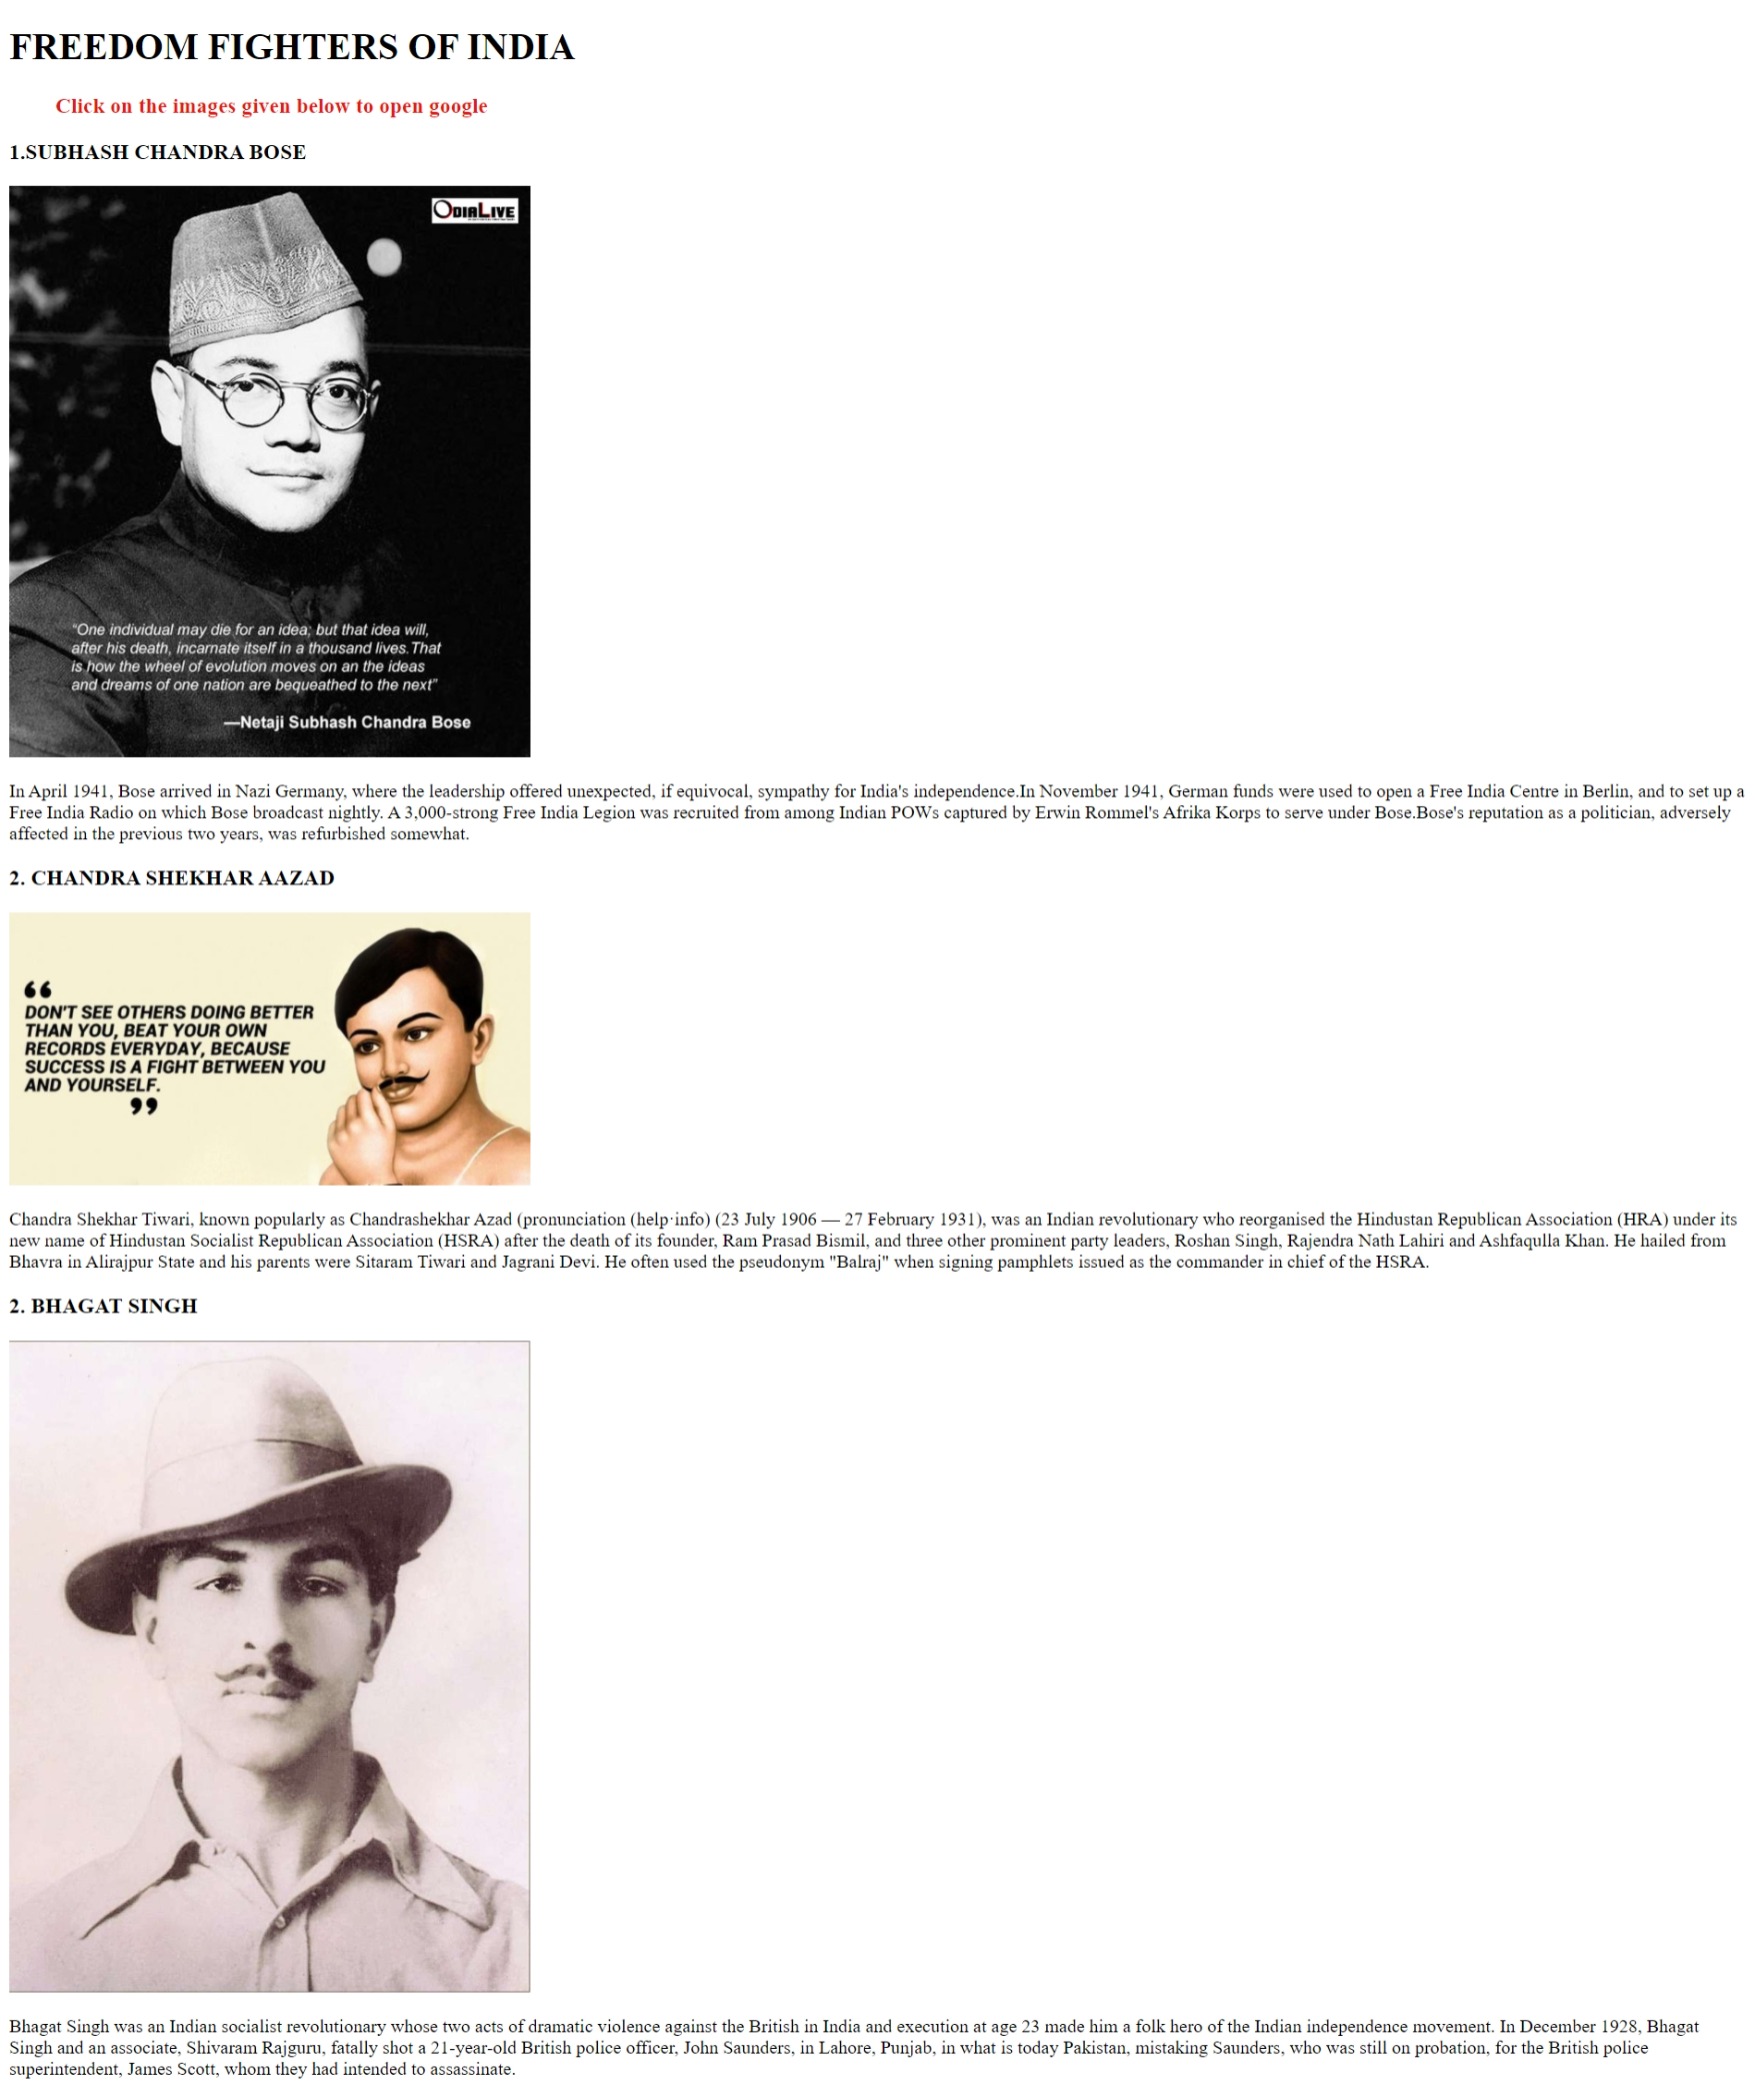 FREEDOM FIGHTERS OF INDIA
Click on the images given below to open google
1.SUBHASH CHANDRA BOSE
ODIALIVE
"One individual may die for an idea; but that idea will,
after his death, incarnate itself in a thousand lives. That
is how the wheel of evolution moves on an the ideas
and dreams of one nation are bequeathed to the next"
—Netaji Subhash Chandra Bose
In April 1941, Bose arrived in Nazi Germany, where the leadership offered unexpected, if equivocal, sympathy for India's independence.In November 1941, German funds were used to open a Free India Centre in Berlin, and to set up a
Free India Radio on which Bose broadcast nightly. A 3,000-strong Free India Legion was recruited from among Indian POWs captured by Erwin Rommel's Afrika Korps to serve under Bose.Bose's reputation as a politician, adversely
affected in the previous two years, was refurbished somewhat.
2. CHANDRA SHEKHAR AAZAD
“
DON'T SEE OTHERS DOING BETTER
THAN YOU, BEAT YOUR OWN
RECORDS EVERYDAY, BECAUSE
SUCCESS IS A FIGHT BETWEEN YOU
AND YOURSELF.
”
Chandra Shekhar Tiwari, known popularly as Chandrashekhar Azad (pronunciation (help·info) (23 July 1906 — 27 February 1931), was an Indian revolutionary who reorganised the Hindustan Republican Association (HRA) under its
new name of Hindustan Socialist Republican Association (HSRA) after the death of its founder, Ram Prasad Bismil, and three other prominent party leaders, Roshan Singh, Rajendra Nath Lahiri and Ashfaqulla Khan. He hailed from
Bhavra in Alirajpur State and his parents were Sitaram Tiwari and Jagrani Devi. He often used the pseudonym "Balraj" when signing pamphlets issued as the commander in chief of the HSRA.
2. BHAGAT SINGH
Bhagat Singh was an Indian socialist revolutionary whose two acts of dramatic violence against the British in India and execution at age 23 made him a folk hero of the Indian independence movement. In December 1928, Bhagat
Singh and an associate, Shivaram Rajguru, fatally shot a 21-year-old British police officer, John Saunders, in Lahore, Punjab, in what is today Pakistan, mistaking Saunders, who was still on probation, for the British police
superintendent, James Scott, whom they had intended to assassinate.